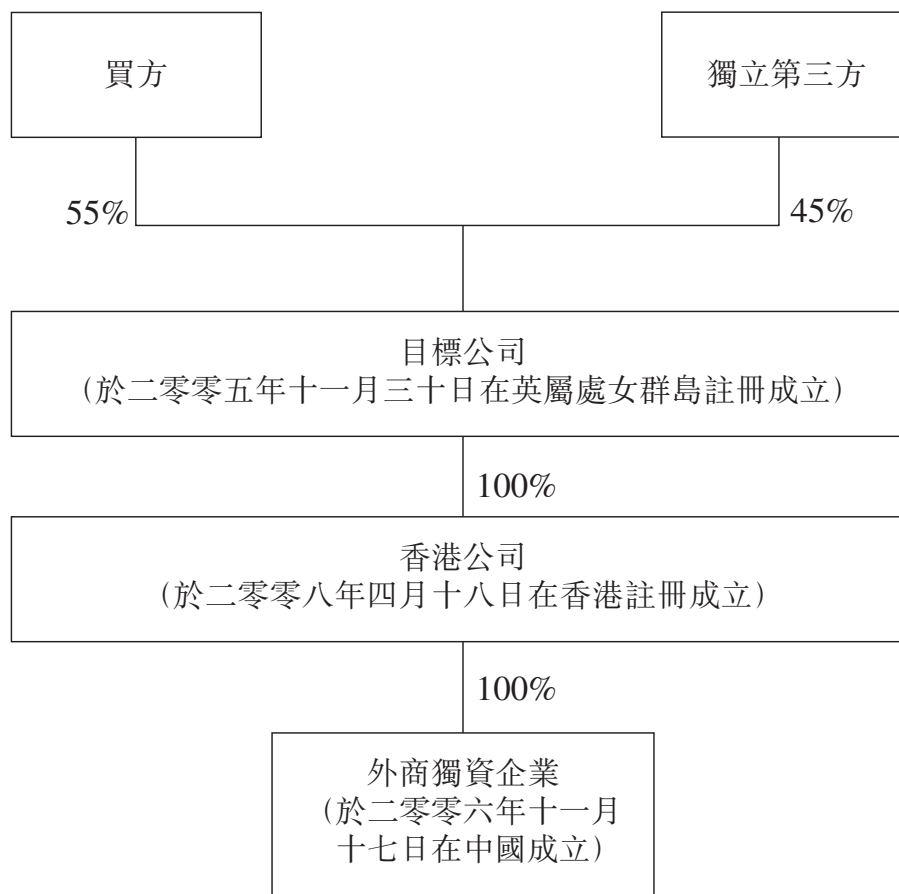 買方
獨立第三方
55%
45%
目標公司
(於二零零五年十一月三十日在英屬處女群島註冊成立)
100%
香港公司
(於二零零八年四月十八日在香港註冊成立)
100%
外商獨資企業
(於二零零六年十一月
十七日在中國成立)